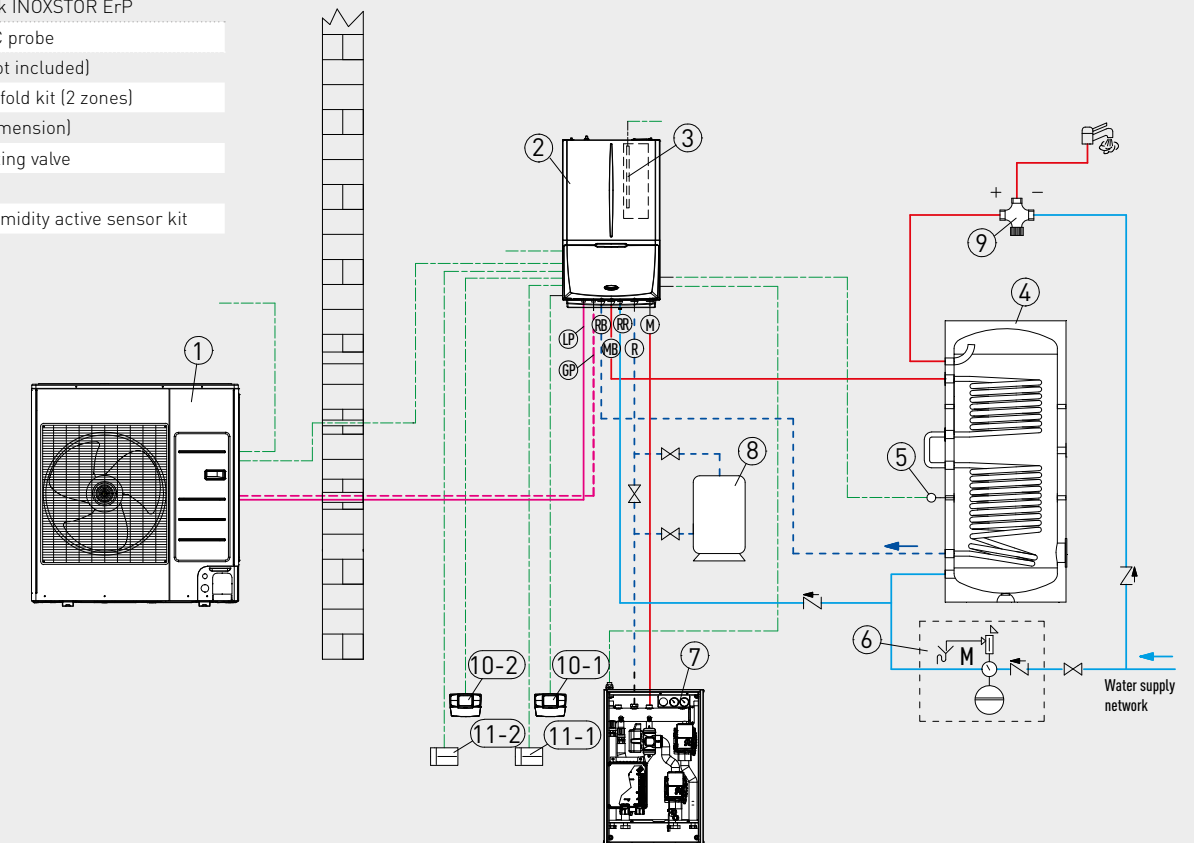 k INOXSTOR ErP
C probe
ot included)
fold kit (2 zones)
mension)
ing valve
midity active sensor kit
2
3
+ −
9
4
1
LP
RB
RR
M
MB
R
GP
8
5
6
M
7
10-2
10-1
11-2
11-1
Water supply
network